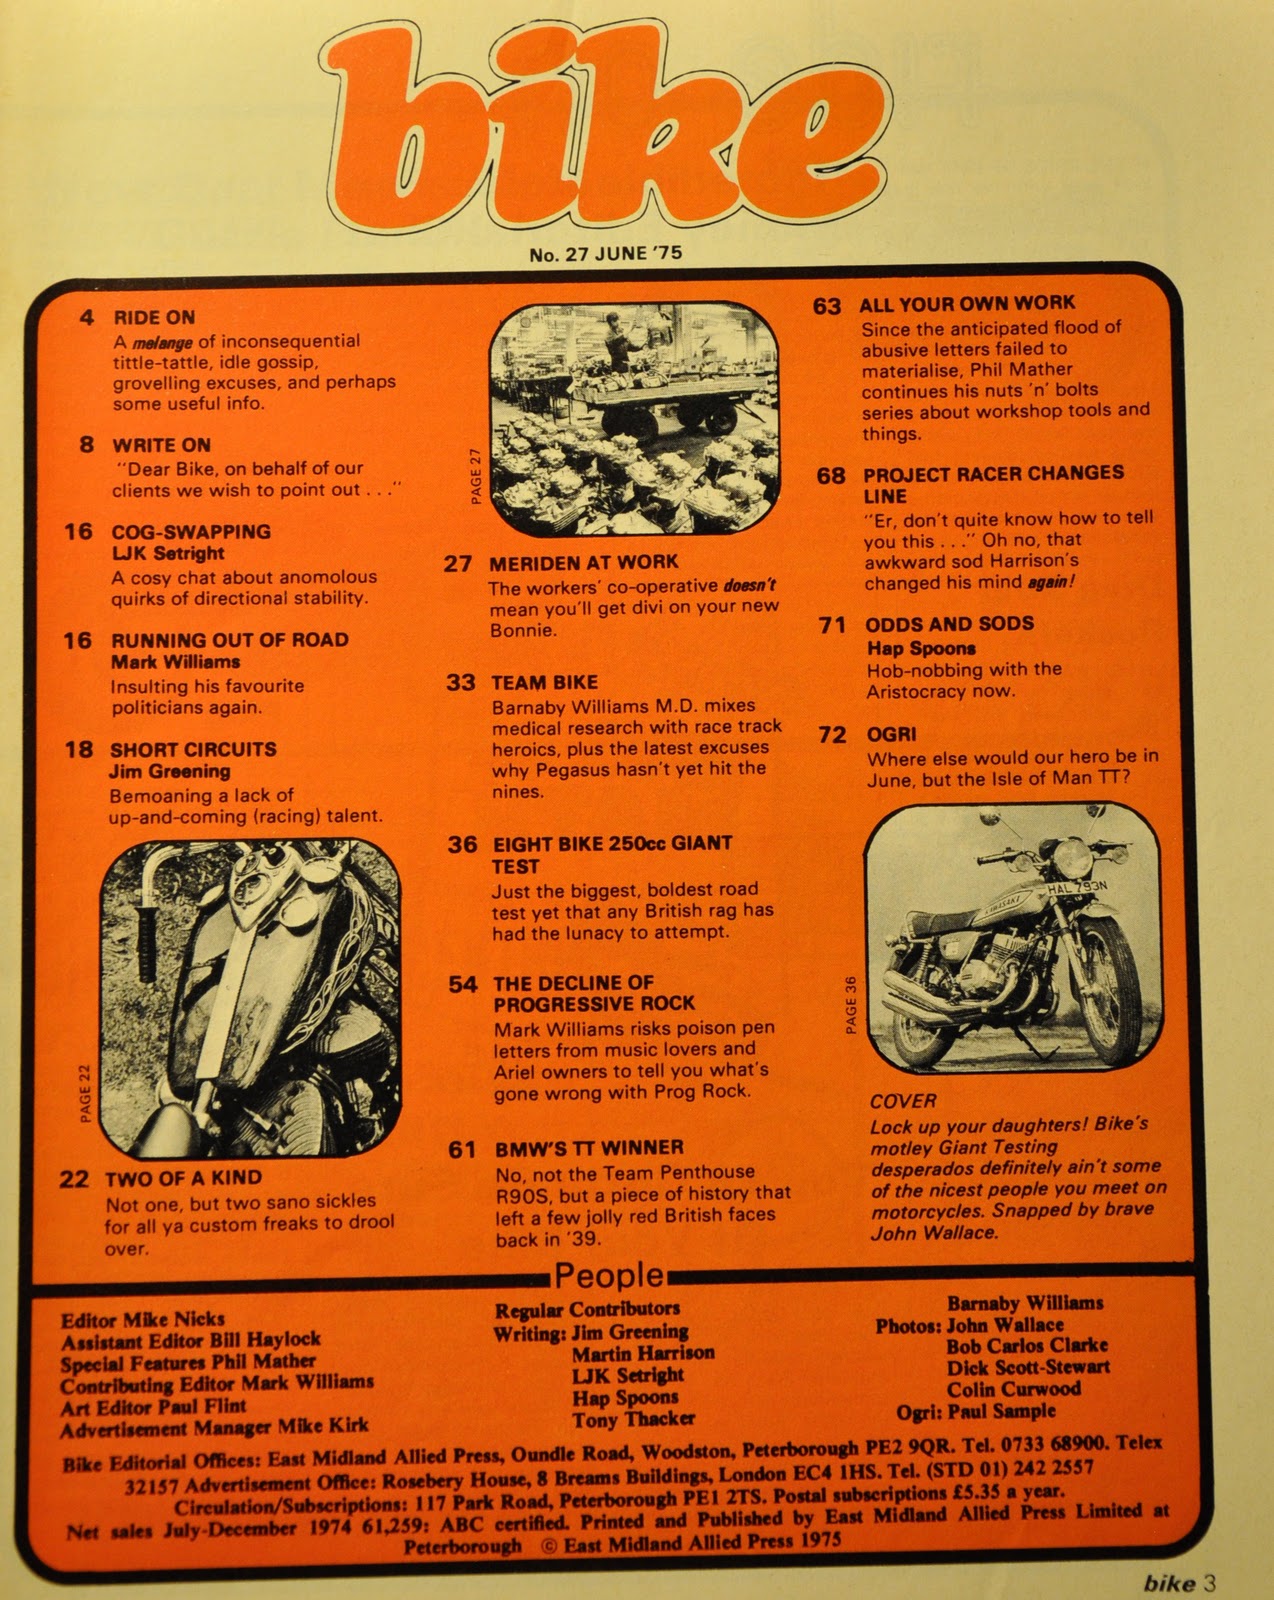 bike
No. 27 JUNE '75
4 RIDE ON
A melange of inconsequential
tittle-tattle, idle gossip,
grovelling excuses, and perhaps
some useful info.
8 WRITE ON
"Dear Bike, on behalf of our
clients we wish to point out . . ."
16 COG-SWAPPING
LJK Setright
A cosy chat about anomolous
quirks of directional stability.
16 RUNNING OUT OF ROAD
Mark Williams
Insulting his favourite
politicians again.
18 SHORT CIRCUITS
Jim Greening
Bemoaning a lack of
up-and-coming (racing) talent.
PAGE 22
22 TWO OF A KIND
Not one, but two sano sickles
for all ya custom freaks to drool
over.
PAGE 27
27 MERIDEN AT WORK
The workers' co-operative doesn't
mean you'll get divi on your new
Bonnie.
33 TEAM BIKE
Barnaby Williams M.D. mixes
medical research with race track
heroics, plus the latest excuses
why Pegasus hasn't yet hit the
nines.
36 EIGHT BIKE 250cc GIANT
TEST
Just the biggest, boldest road
test yet that any British rag has
had the lunacy to attempt.
54 THE DECLINE OF
PROGRESSIVE ROCK
Mark Williams risks poison pen
letters from music lovers and
Ariel owners to tell you what's
gone wrong with Prog Rock.
61 BMW'S TT WINNER
No, not the Team Penthouse
R90S, but a piece of history that
left a few jolly red British faces
back in '39.
63 ALL YOUR OWN WORK
Since the anticipated flood of
abusive letters failed to
materialise, Phil Mather
continues his nuts 'n' bolts
series about workshop tools and
things.
68 PROJECT RACER CHANGES
LINE
"Er, don't quite know how to tell
you this . . ." Oh no, that
awkward sod Harrison's
changed his mind again!
71 ODDS AND SODS
Hap Spoons
Hob-nobbing with the
Aristocracy now.
72 OGRI
Where else would our hero be in
June, but the Isle of Man TT?
HAL 793N
KAWASAKI
PAGE 36
COVER
Lock up your daughters! Bike's
motley Giant Testing
desperados definitely ain't some
of the nicest people you meet on
motorcycles. Snapped by brave
John Wallace.
People
Editor Mike Nicks
Assistant Editor Bill Haylock
Special Features Phil Mather
Contributing Editor Mark Williams
Art Editor Paul Flint
Advertisement Manager Mike Kirk
Regular Contributors
Writing: Jim Greening
Martin Harrison
LJK Setright
Hap Spoons
Tony Thacker
Barnaby Williams
Photos: John Wallace
Bob Carlos Clarke
Dick Scott-Stewart
Colin Curwood
Ogri: Paul Sample
Bike Editorial Offices: East Midland Allied Press, Oundle Road, Woodston, Peterborough PE2 9QR. Tel. 0733 68900. Telex
32157 Advertisement Office: Rosebery House, 8 Breams Buildings, London EC4 1HS. Tel. (STD 01) 242 2557
Circulation/Subscriptions: 117 Park Road, Peterborough PE1 2TS. Postal subscriptions £5.35 a year.
Net sales July-December 1974 61,259: ABC certified. Printed and Published by East Midland Allied Press Limited at
Peterborough © East Midland Allied Press 1975
bike 3